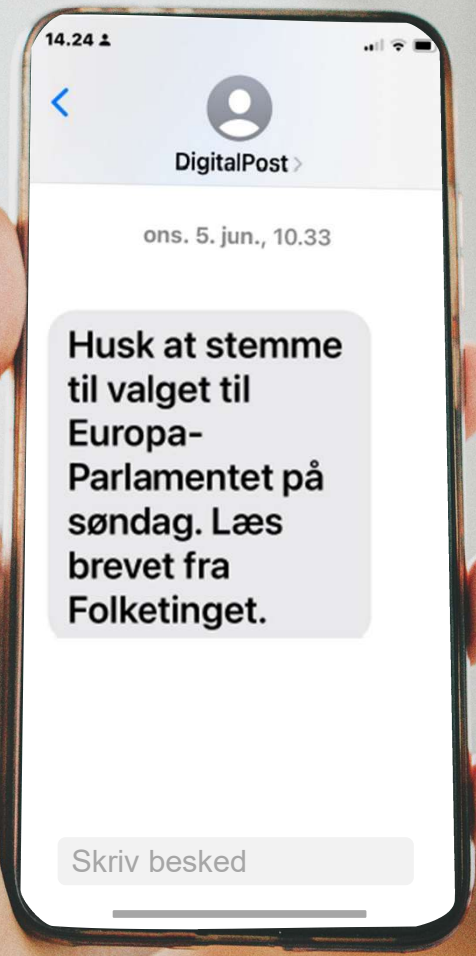 14.24
DigitalPost
ons. 5. jun., 10.33
Husk at stemme
til valget til
Europa-
Parlamentet på
søndag. Læs
brevet fra
Folketinget.
Skriv besked